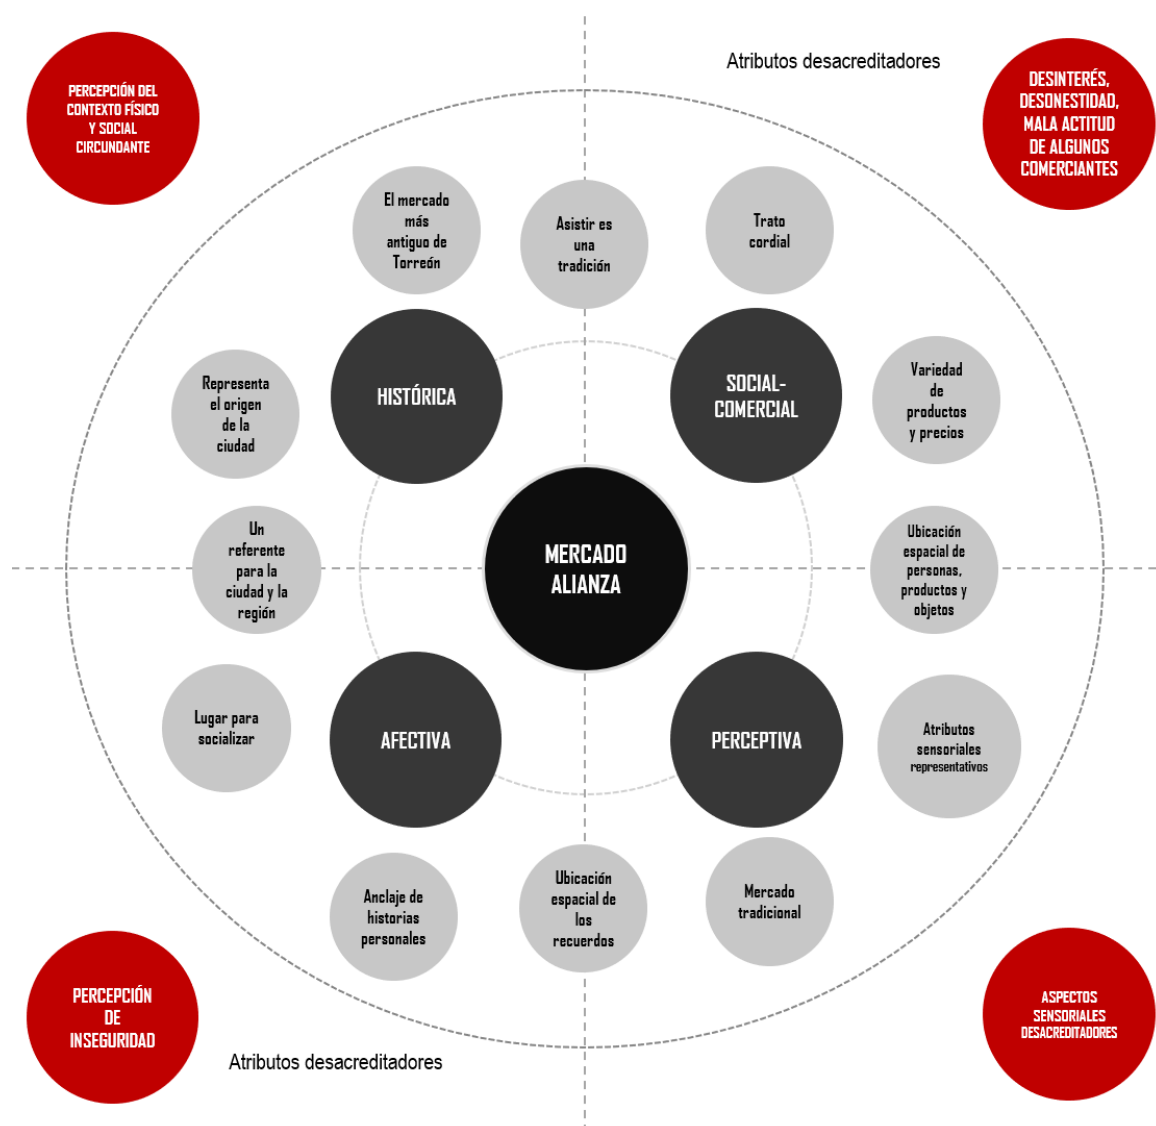 Atributos desacreditadores
PERCEPCIÓN DEL
CONTEXTO FÍSICO
Y SOCIAL
CIRCUNDANTE
DESINTERÉS,
DESONESTIDAD,
MALA ACTITUD
DE ALGUNOS
COMERCIANTES
El mercado
más
antiguo de
Torreón
Asistir es
una
tradición
Trato
cordial
HISTÓRICA
SOCIAL-
COMERCIAL
Representa
el origen
de la
ciudad
Variedad
de
productos
y precios
Un
referente
para la
ciudad y la
región
MERCADO
ALIANZA
Ubicación
espacial de
personas,
productos y
objetos
Lugar para
socializar
AFECTIVA
PERCEPTIVA
Atributos
sensoriales
representativos
Anclaje de
historias
personales
Ubicación
espacial de
los
recuerdos
Mercado
tradicional
PERCEPCIÓN
DE
INSEGURIDAD
ASPECTOS
SENSORIALES
DESACREDITADORES
Atributos desacreditadores